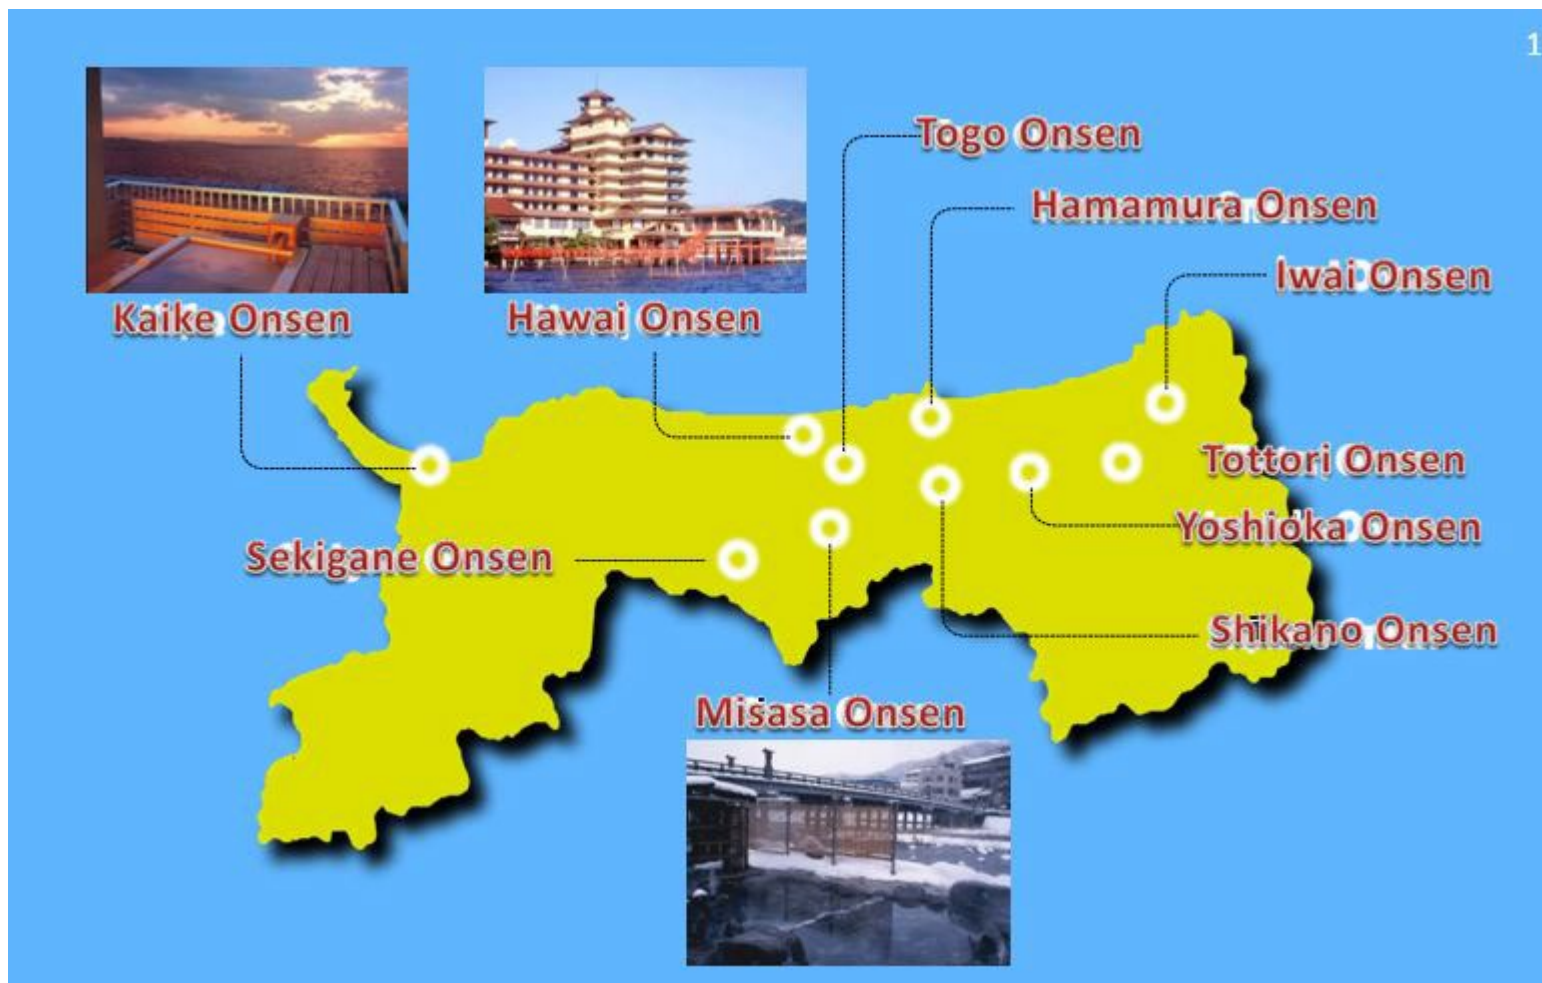 1
Togo Onsen
Hamamura Onsen
Iwai Onsen
Kaike Onsen
Hawai Onsen
Tottori Onsen
Yoshioka Onsen
Sekigane Onsen
Shikano Onsen
Misasa Onsen